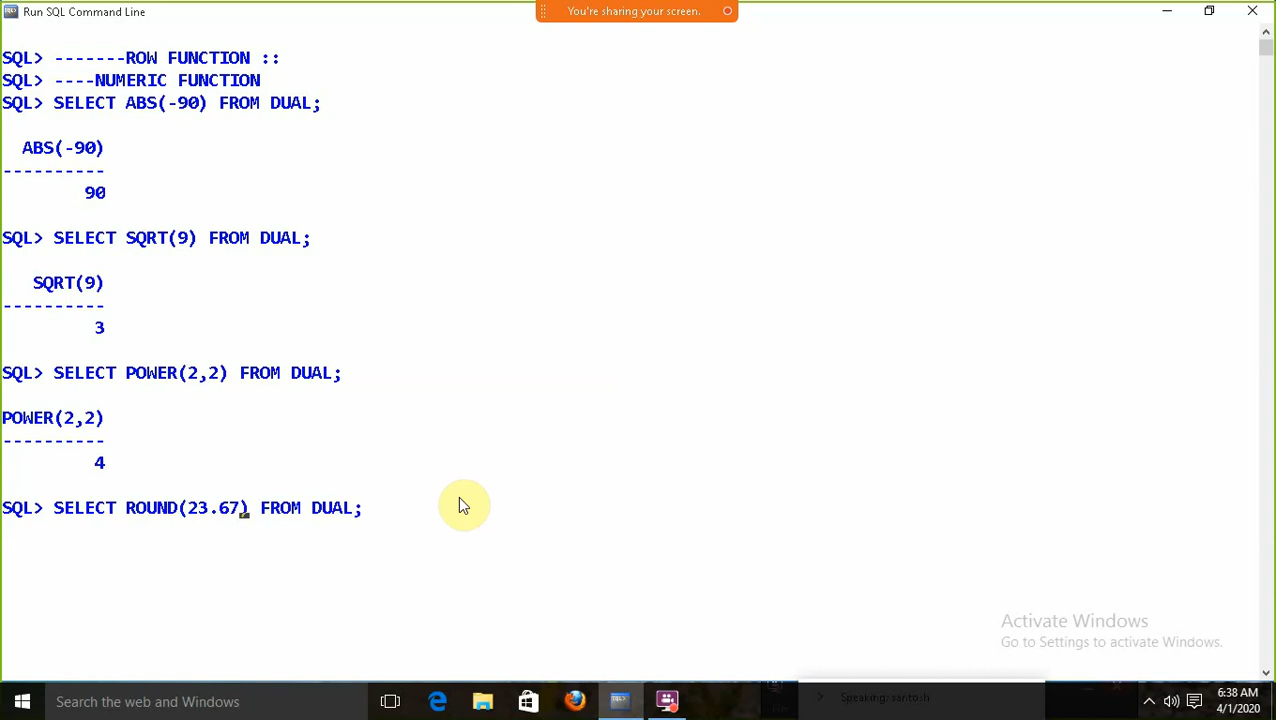 Run SQL Command Line
You're sharing your screen.
SQL> -------ROW FUNCTION ::
SQL> ----NUMERIC FUNCTION
SQL> SELECT ABS(-90) FROM DUAL;
ABS(-90)
----------
90
SQL> SELECT SQRT(9) FROM DUAL;
SQRT(9)
----------
3
SQL> SELECT POWER(2,2) FROM DUAL;
POWER(2,2)
----------
4
SQL> SELECT ROUND(23.67) FROM DUAL;
Activate Windows
Go to Settings to activate Windows.
Search the web and Windows
Speaking: santosh
6:38 AM
4/1/2020